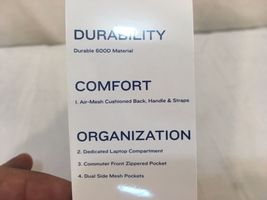 DURABILITY
Durable 600D Material
COMFORT
1. Air-Mesh Cushioned Back, Handle & Straps
ORGANIZATION
2. Dedicated Laptop Compartment
3. Commuter Front Zippered Pocket
4. Dual Side Mesh Pockets